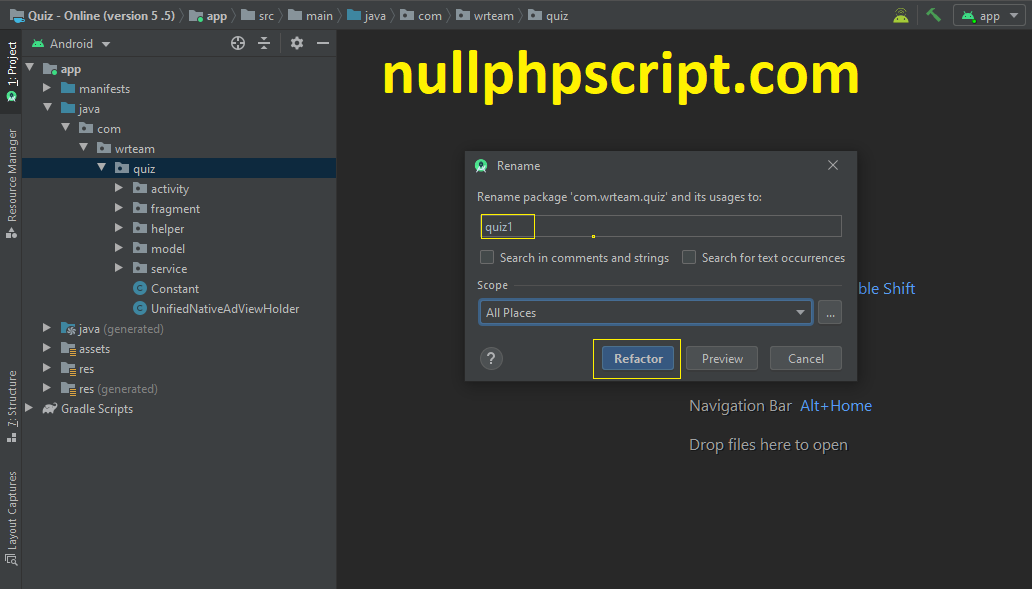 Quiz - Online (version 5 .5) app src main java com wrteam quiz app
1: Project
Android
nullphpscript.com
app
manifests
java
com
wrteam
quiz
activity
fragment
helper
model
service
Constant
UnifiedNativeAdViewHolder
java (generated)
assets
res
res (generated)
Gradle Scripts
Resource Manager
7: Structure
Layout Captures
Rename
Rename package 'com.wrteam.quiz' and its usages to:
quiz1
Search in comments and strings Search for text occurrences
Scope
All Places ...
? Refactor Preview Cancel
ble Shift
Navigation Bar Alt+Home
Drop files here to open